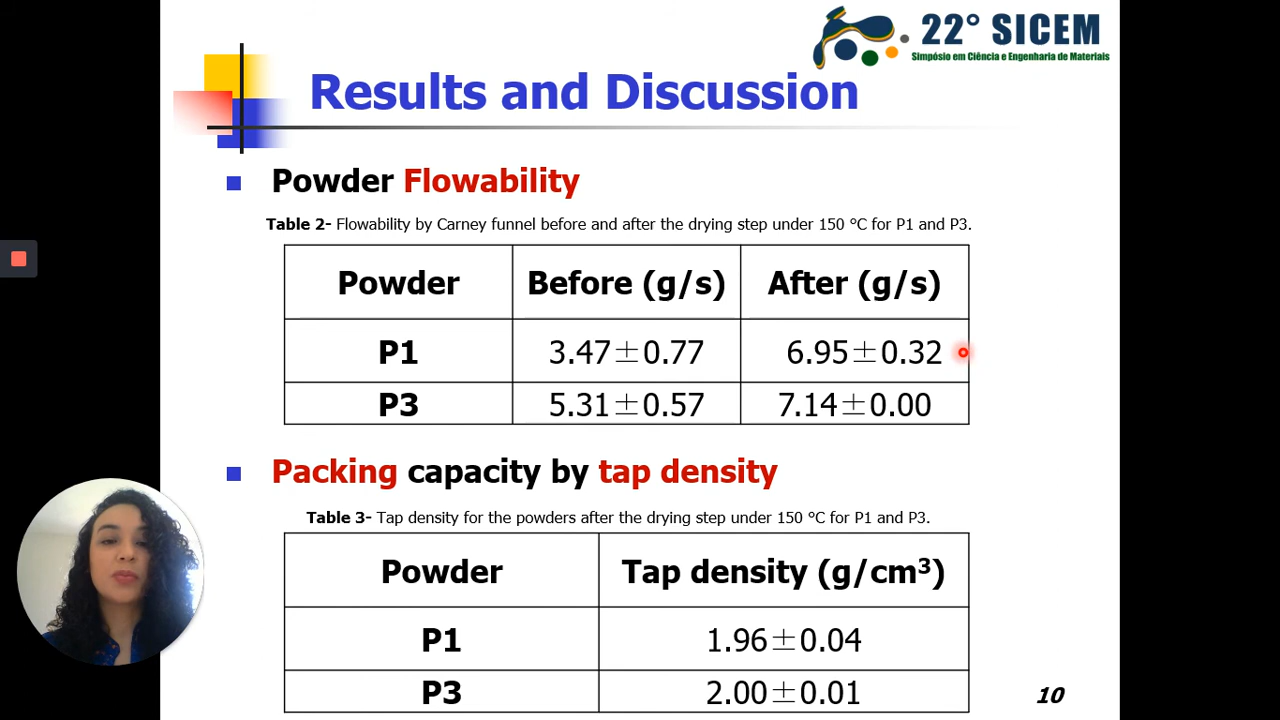 22° SICEM
Simpósio em Ciência e Engenharia de Materiais
Results and Discussion
Powder Flowability
Table 2- Flowability by Carney funnel before and after the drying step under 150 °C for P1 and P3.
Powder Before (g/s) After (g/s)
P1 3.47±0.77 6.95±0.32
P3 5.31±0.57 7.14±0.00
Packing capacity by tap density
Table 3- Tap density for the powders after the drying step under 150 °C for P1 and P3.
Powder Tap density (g/cm³)
P1 1.96±0.04
P3 2.00±0.01
10